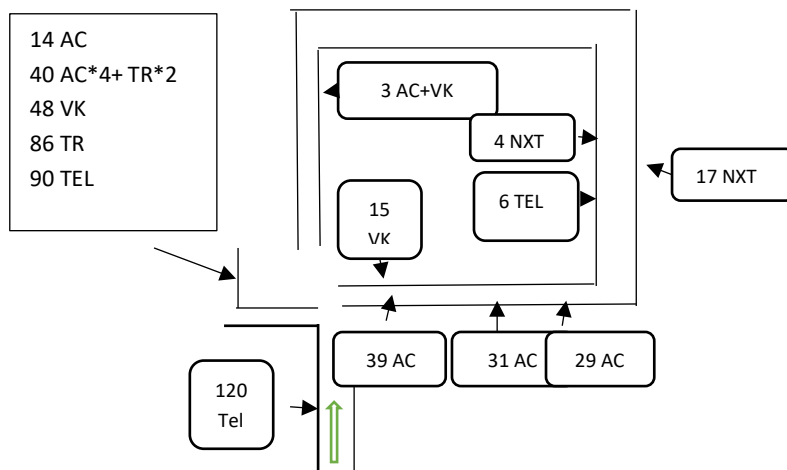 14 AC
40 AC*4+ TR*2
48 VK
86 TR
90 TEL
3 AC+VK
4 NXT
17 NXT
6 TEL
15
VK
39 AC
31 AC
29 AC
120
Tel